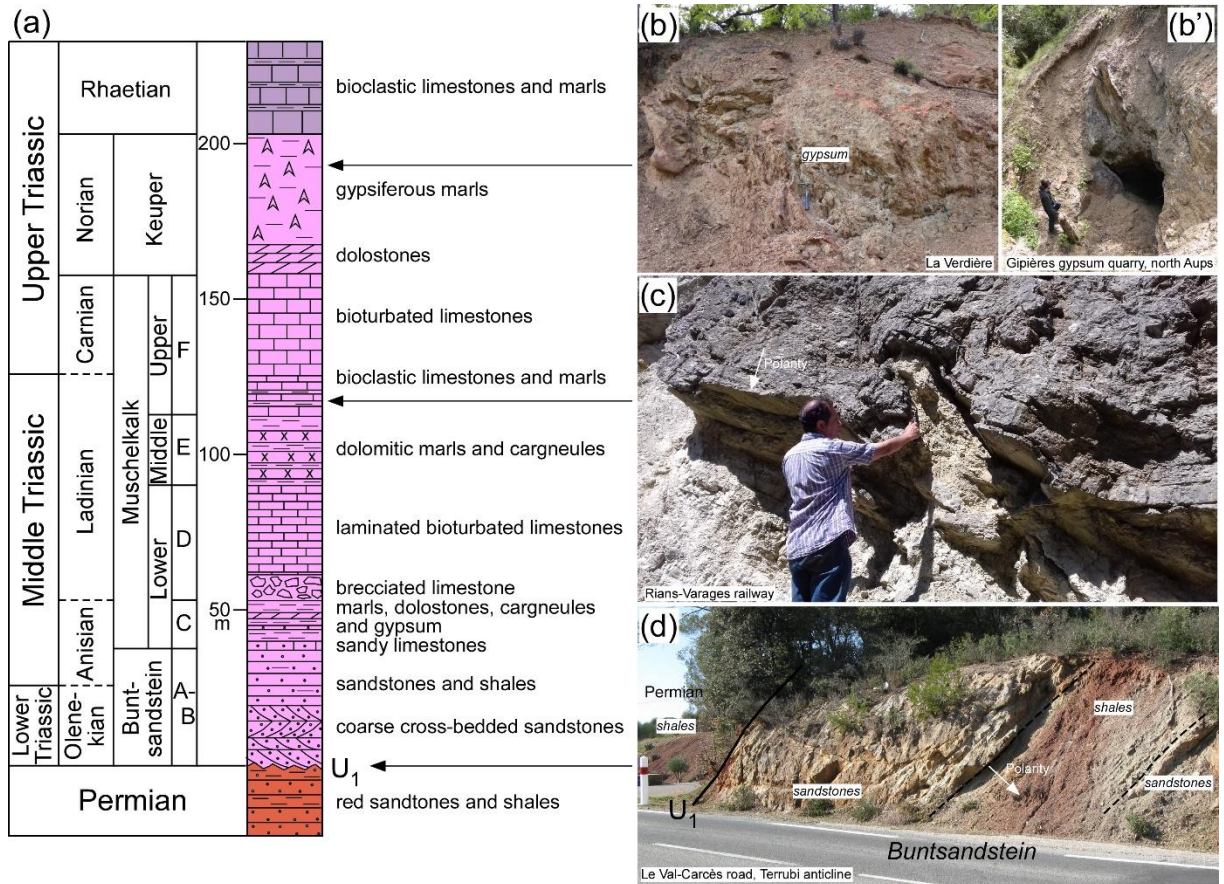 (a)
Upper Triassic
Middle Triassic
Lower
Triassic
Rhaetian
Norian
Carnian
Ladinian
Anisian
Olene-
kian
Permian
Keuper
Muschelkalk
Bunt-
sandstein
Upper
Middle
Lower
F
E
D
C
A-
B
200
150
100
50
m
bioclastic limestones and marls
gypsiferous marls
dolostones
bioturbated limestones
bioclastic limestones and marls
dolomitic marls and cargneules
laminated bioturbated limestones
brecciated limestone
marls, dolostones, cargneules
and gypsum
sandy limestones
sandstones and shales
coarse cross-bedded sandstones
U1
red sandtones and shales
(b)
gypsum
La Verdière
(b')
Gipières gypsum quarry, north Aups
(c)
Polarity
Rians-Varages railway
(d)
Permian
shales
shales
Polarity
sandstones
sandstones
U1
Buntsandstein
Le Val-Carcès road, Terrubi anticline